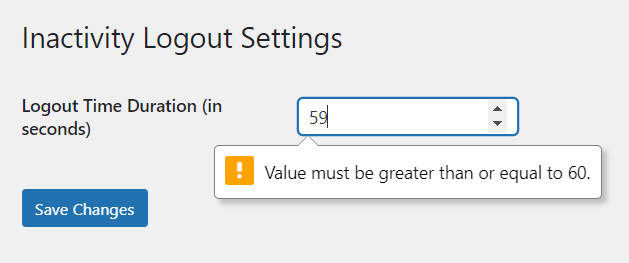 Inactivity Logout Settings
Logout Time Duration (in
seconds)
59
! Value must be greater than or equal to 60.
Save Changes